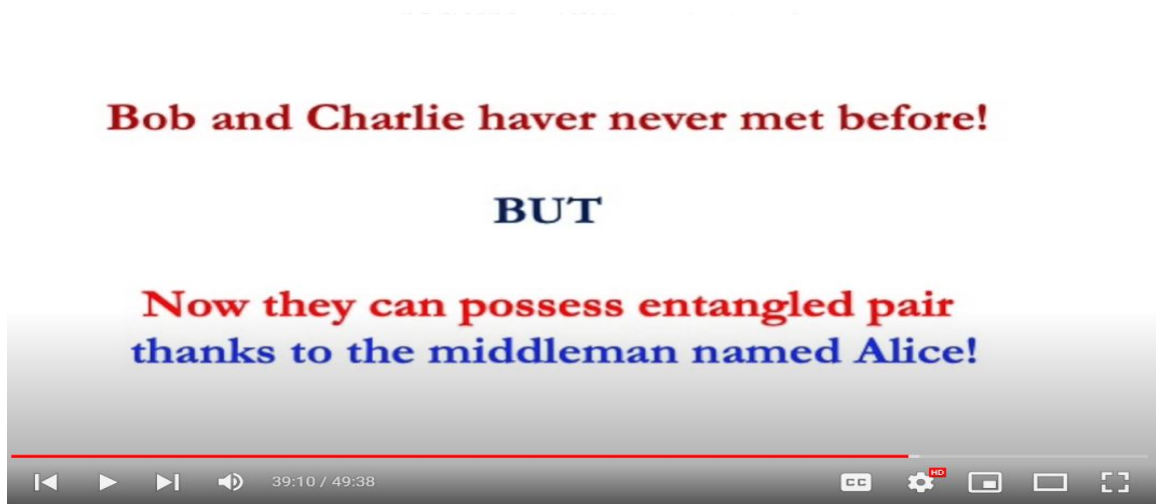 Bob and Charlie haver never met before!
BUT
Now they can possess entangled pair
thanks to the middleman named Alice!
39:10 / 49:38
CC
HD